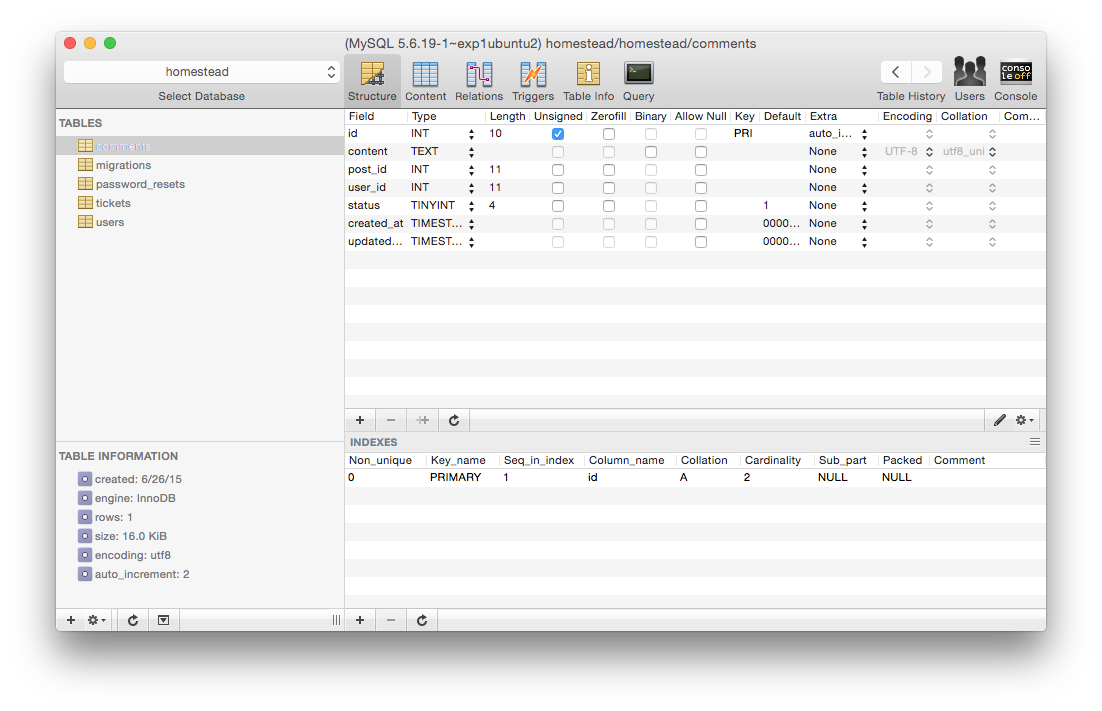 (MySQL 5.6.19-1~exp1ubuntu2) homestead/homestead/comments
homestead
Select Database
Structure Content Relations Triggers Table Info Query
Table History Users Console
conso
le off
TABLES
comments
migrations
password_resets
tickets
users
Field Type Length Unsigned Zerofill Binary Allow Null Key Default Extra Encoding Collation Com...
id INT 10 PRI auto_i...
content TEXT None UTF-8 utf8_uni
post_id INT 11 None
user_id INT 11 None
status TINYINT 4 1 None
created_at TIMEST... 0000... None
updated... TIMEST... 0000... None
INDEXES
Non_unique Key_name Seq_in_index Column_name Collation Cardinality Sub_part Packed Comment
0 PRIMARY 1 id A 2 NULL NULL
TABLE INFORMATION
created: 6/26/15
engine: InnoDB
rows: 1
size: 16.0 KiB
encoding: utf8
auto_increment: 2